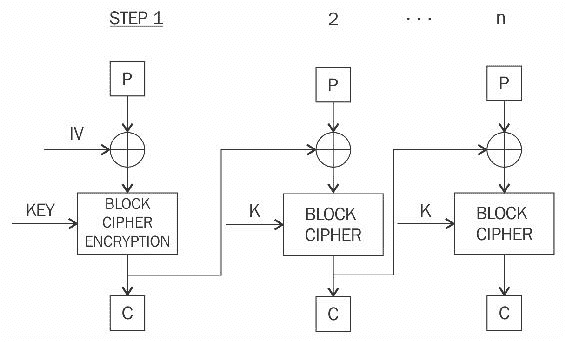 STEP 1 2 ... n
P P P
IV
KEY BLOCK CIPHER ENCRYPTION
K BLOCK CIPHER
K BLOCK CIPHER
C C C